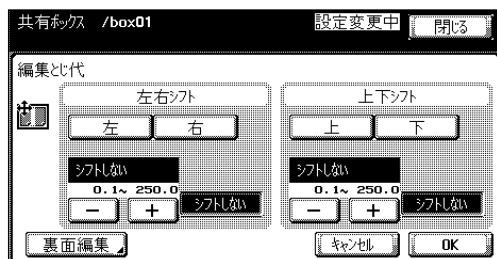 共有ﾎﾞｯｸｽ /box01 設定変更中 閉じる
編集とじ代
左右ｼﾌﾄ 上下ｼﾌﾄ
左 右 上 下
ｼﾌﾄしない ｼﾌﾄしない
0.1~ 250.0 0.1~ 250.0
− + ｼﾌﾄしない − + ｼﾌﾄしない
裏面編集 ｷｬﾝｾﾙ OK